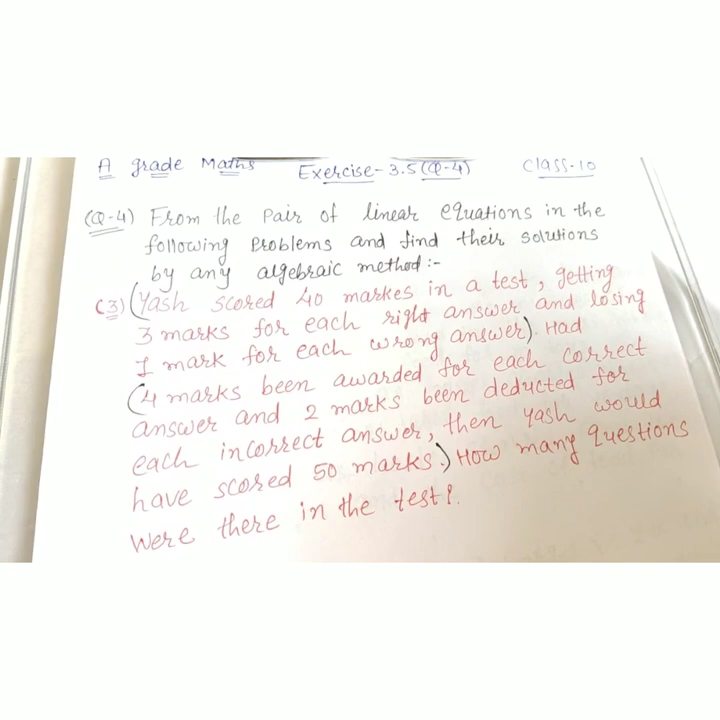 A grade Maths Exercise-3.5(Q-4) Class-10
(Q-4) From the Pair of linear equations in the
following Problems and find their solutions
by any algebraic method:-
(3) (Yash scored 40 markes in a test, getting
3 marks for each right answer and losing
1 mark for each wrong answer). Had
(4 marks been awarded for each correct
answer and 2 marks been deducted for
each incorrect answer, then Yash would
have scored 50 marks.) How many questions
were there in the test?